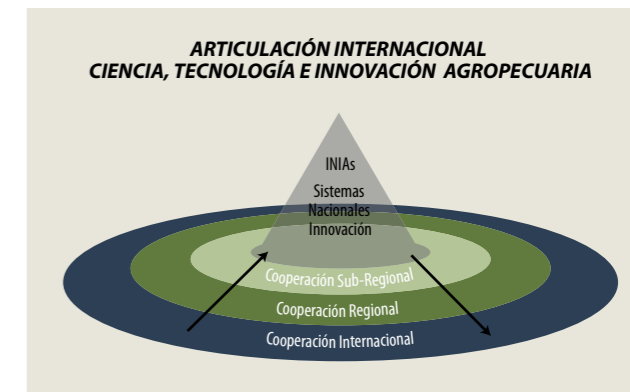 ARTICULACIÓN INTERNACIONAL
CIENCIA, TECNOLOGÍA E INNOVACIÓN AGROPECUARIA
INIAs
Sistemas
Nacionales
Innovación
Cooperación Sub-Regional
Cooperación Regional
Cooperación Internacional